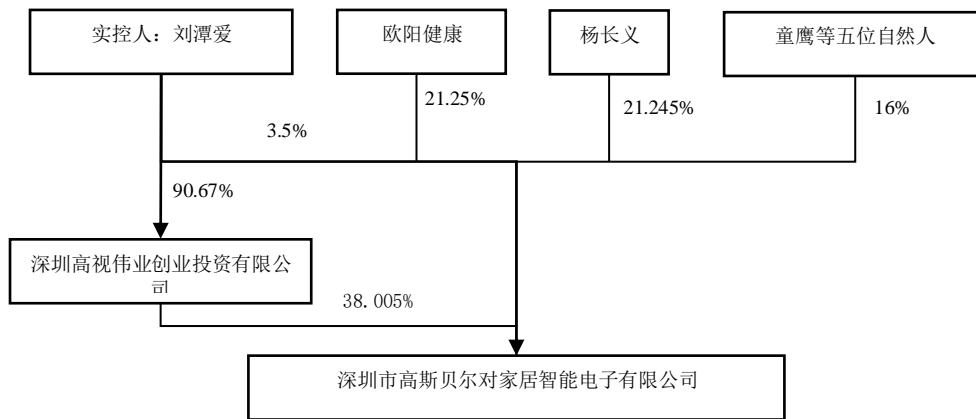 实控人：刘潭爱
欧阳健康
杨长义
童鹰等五位自然人
21.25%
21.245%
16%
3.5%
90.67%
深圳高视伟业创业投资有限公
司
38.005%
深圳市高斯贝尔对家居智能电子有限公司